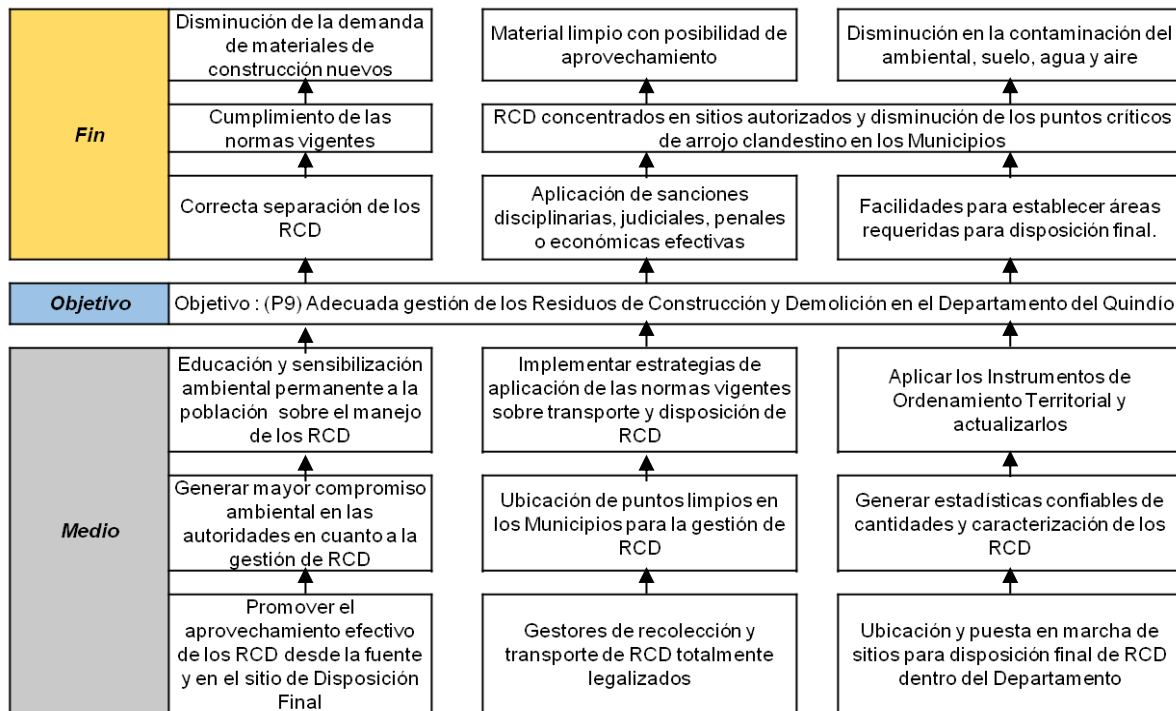 Fin
Disminución de la demanda
de materiales de
construcción nuevos
Material limpio con posibilidad de
aprovechamiento
Disminución en la contaminación del
ambiental, suelo, agua y aire
Cumplimiento de las
normas vigentes
RCD concentrados en sitios autorizados y disminución de los puntos críticos
de arrojo clandestino en los Municipios
Correcta separación de los
RCD
Aplicación de sanciones
disciplinarias, judiciales, penales
o económicas efectivas
Facilidades para establecer áreas
requeridas para disposición final.
Objetivo
Objetivo : (P9) Adecuada gestión de los Residuos de Construcción y Demolición en el Departamento del Quindío
Medio
Educación y sensibilización
ambiental permanente a la
población sobre el manejo
de los RCD
Implementar estrategias de
aplicación de las normas vigentes
sobre transporte y disposición de
RCD
Aplicar los Instrumentos de
Ordenamiento Territorial y
actualizarlos
Generar mayor compromiso
ambiental en las
autoridades en cuanto a la
gestión de RCD
Ubicación de puntos limpios en
los Municipios para la gestión de
RCD
Generar estadísticas confiables de
cantidades y caracterización de los
RCD
Promover el
aprovechamiento efectivo
de los RCD desde la fuente
y en el sitio de Disposición
Final
Gestores de recolección y
transporte de RCD totalmente
legalizados
Ubicación y puesta en marcha de
sitios para disposición final de RCD
dentro del Departamento